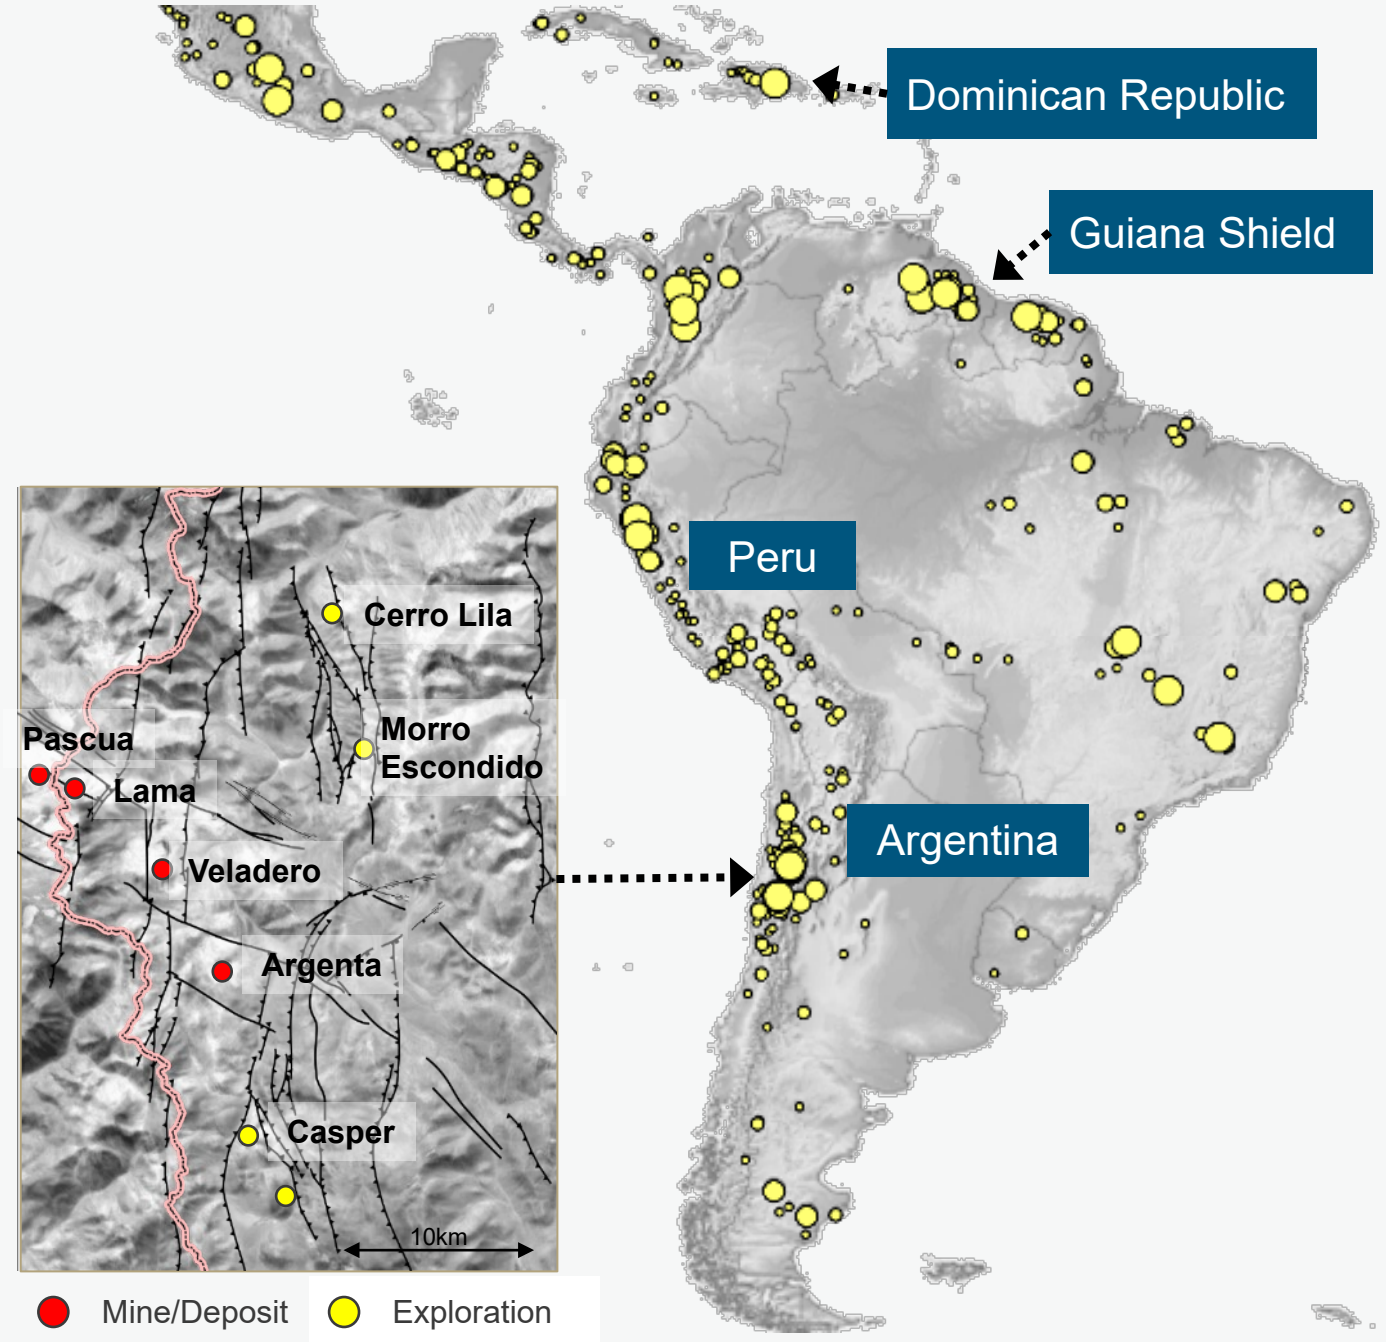 Dominican Republic
Guiana Shield
Peru
Argentina
Cerro Lila
Morro
Escondido
Pascua
Lama
Veladero
Argenta
Casper
10km
Mine/Deposit
Exploration